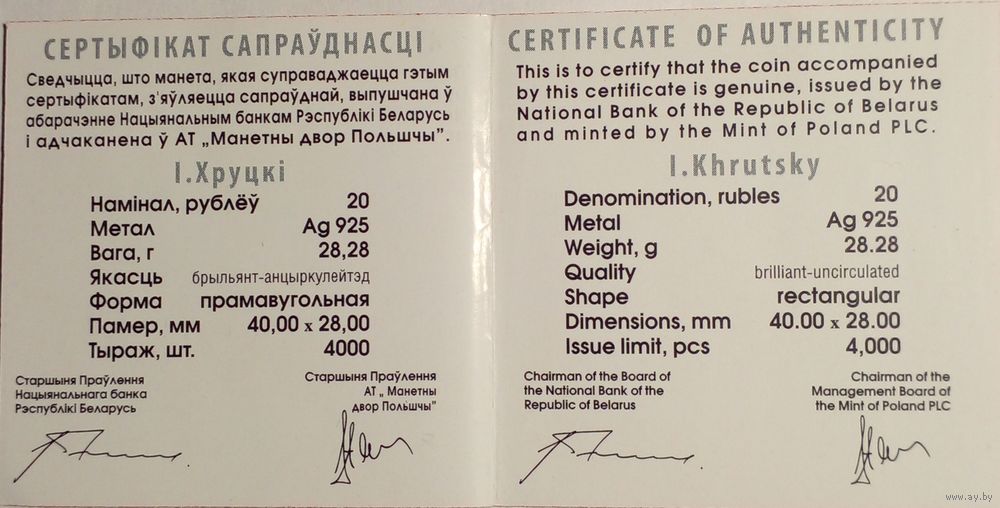 СЕРТЫФІКАТ САПРАЎДНАСЦІ
Сведчыцца, што манета, якая суправаджаецца гэтым
сертыфікатам, з'яўляецца сапраўднай, выпушчана ў
абарачэнне Нацыянальным банкам Рэспублікі Беларусь
і адчаканена ў АТ „Манетны двор Польшчы”.
І.Хруцкі
Намінал, рублёў 20
Метал Ag 925
Вага, г 28,28
Якасць брыльянт-анцыркулейтэд
Форма прамавугольная
Памер, мм 40,00 x 28,00
Тыраж, шт. 4000
Старшыня Праўлення
Нацыянальнага банка
Рэспублікі Беларусь
Старшыня Праўлення
АТ „ Манетны
двор Польшчы”
CERTIFICATE OF AUTHENTICITY
This is to certify that the coin accompanied
by this certificate is genuine, issued by the
National Bank of the Republic of Belarus
and minted by the Mint of Poland PLC.
I.Khrutsky
Denomination, rubles 20
Metal Ag 925
Weight, g 28.28
Quality brilliant-uncirculated
Shape rectangular
Dimensions, mm 40.00 x 28.00
Issue limit, pcs 4,000
Chairman of the Board of
the National Bank of the
Republic of Belarus
Chairman of the
Management Board of
the Mint of Poland PLC
www.ay.by